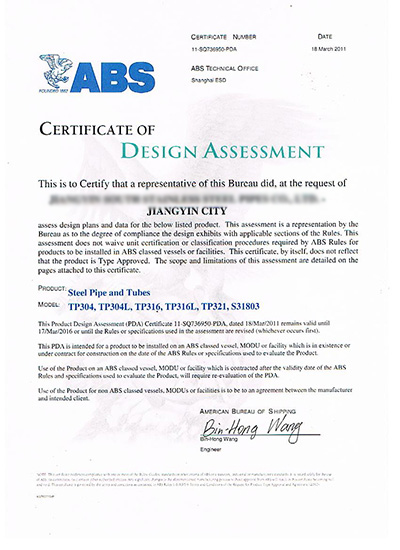 CERTIFICATE NUMBER
DATE
11-SQ736950-PDA
18 March 2011
ABS TECHNICAL OFFICE
Shanghai ESD
FOUNDED 1862
ABS
CERTIFICATE OF
DESIGN ASSESSMENT
This is to Certify that a representative of this Bureau did, at the request of
JIANGYIN CITY
assess design plans and data for the below listed product. This assessment is a representation by the
Bureau as to the degree of compliance the design exhibits with applicable sections of the Rules. This
assessment does not waive unit certification or classification procedures required by ABS Rules for
products to be installed in ABS classed vessels or facilities. This certificate, by itself, does not reflect
that the product is Type Approved. The scope and limitations of this assessment are detailed on the
pages attached to this certificate.
PRODUCT: Steel Pipe and Tubes
MODEL: TP304, TP304L, TP316, TP316L, TP321, S31803
This Product Design Assessment (PDA) Certificate 11-SQ736950-PDA, dated 18/Mar/2011 remains valid until
17/Mar/2016 or until the Rules or specifications used in the assessment are revised (whichever occurs first).
This PDA is intended for a product to be installed on an ABS classed vessel, MODU or facility which is in existence or
under contract for construction on the date of the ABS Rules or specifications used to evaluate the Product.
Use of the Product on an ABS classed vessel, MODU or facility which is contracted after the validity date of the ABS
Rules and specifications used to evaluate the Product, will require re-evaluation of the PDA.
Use of the Product for non ABS classed vessels, MODUs or facilities is to be to an agreement between the manufacturer
and intended client.
AMERICAN BUREAU OF SHIPPING
Bin-Hong Wang
Bin-Hong Wang
Engineer